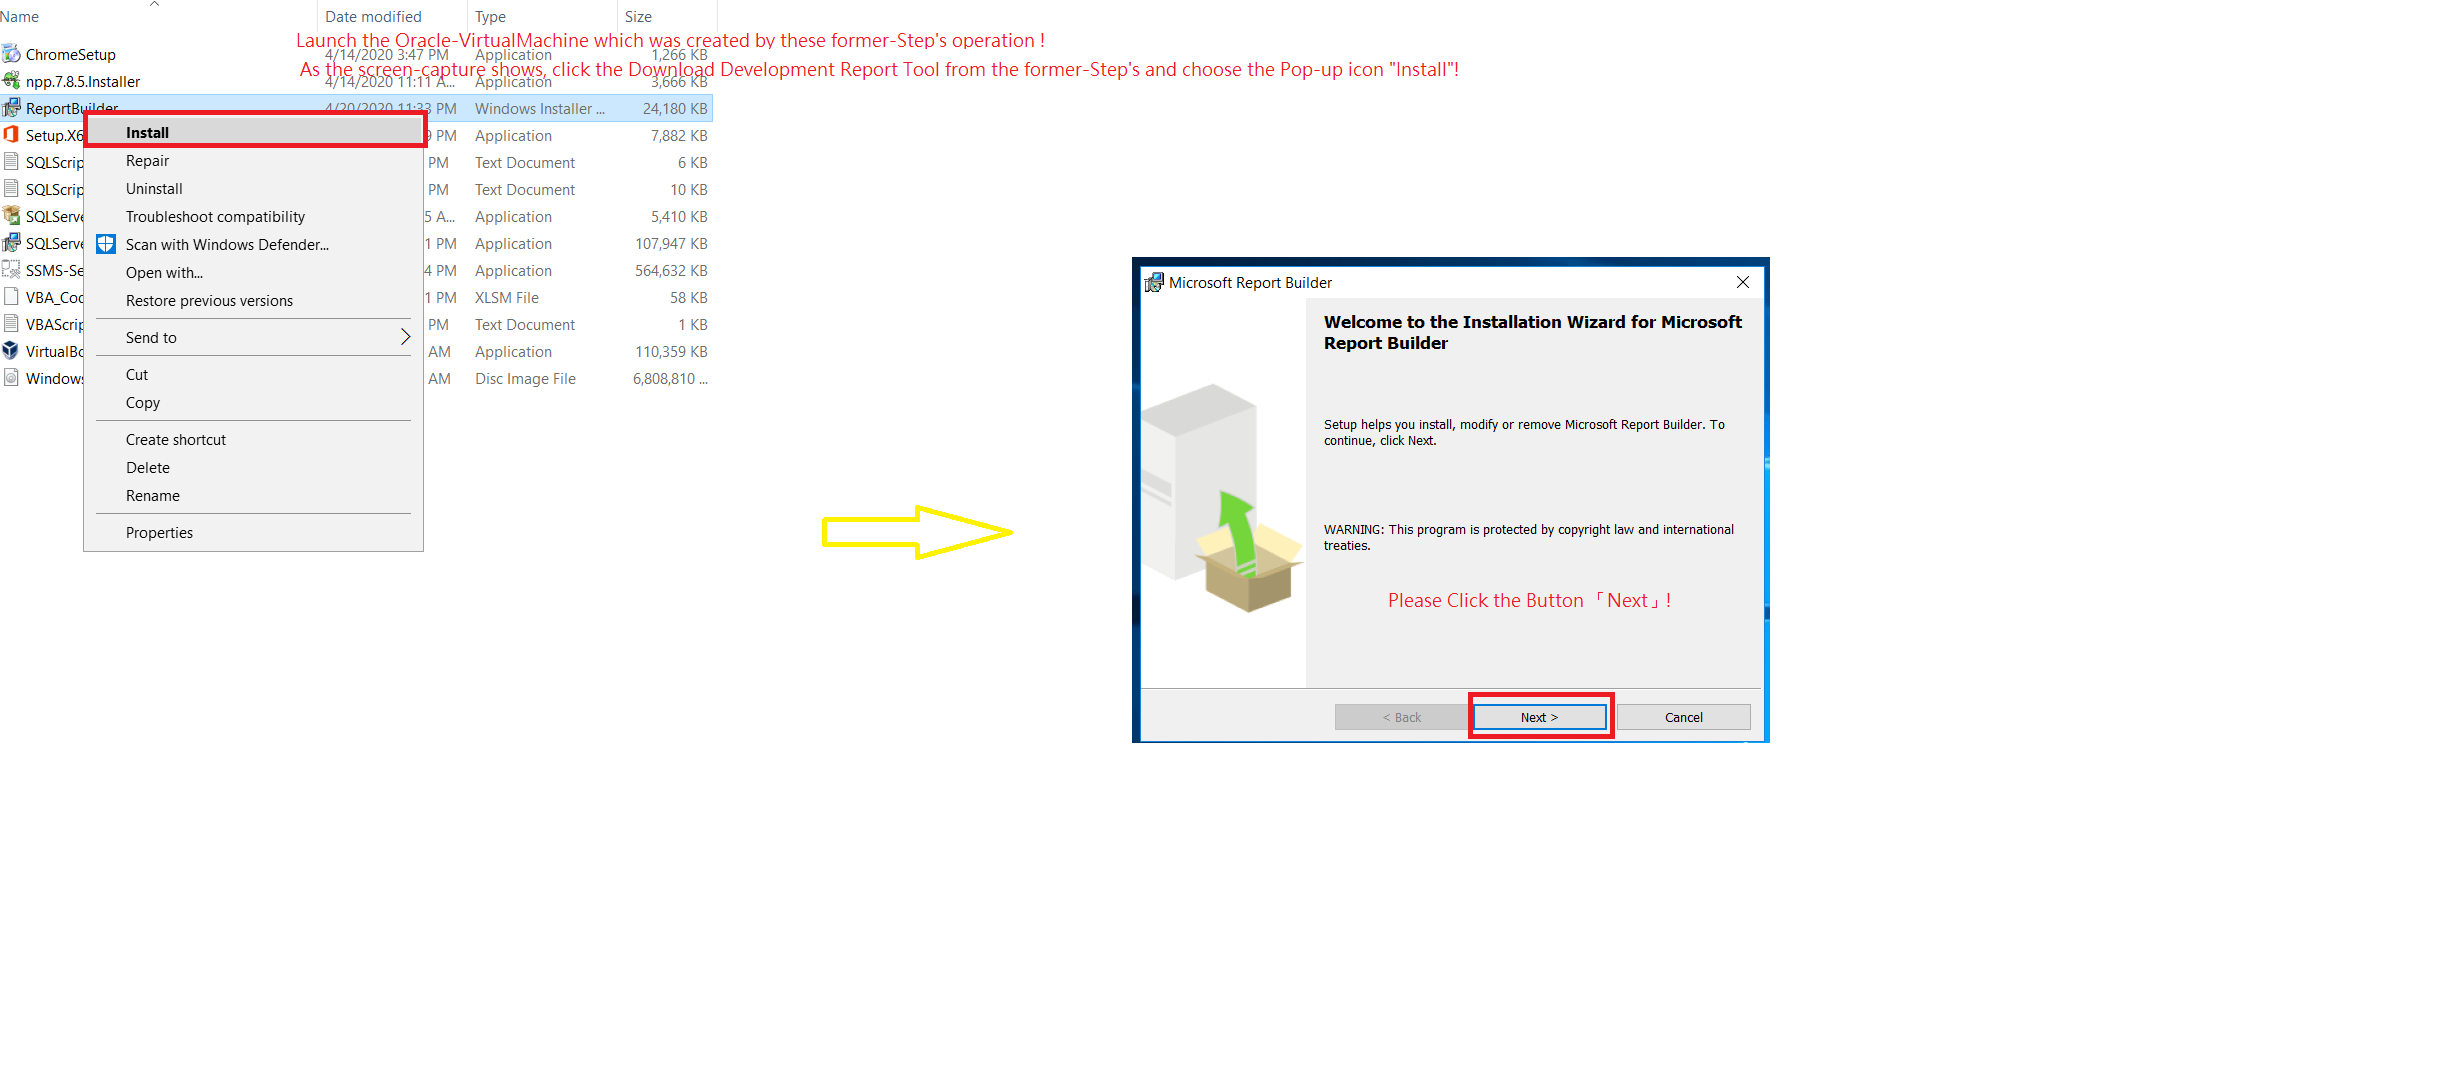 Name Date modified Type Size
Launch the Oracle-VirtualMachine which was created by these former-Step's operation !
ChromeSetup 4/14/2020 3:47 PM Application 1,266 KB
As the screen-capture shows, click the Download Development Report Tool from the former-Step's and choose the Pop-up icon "Install"!
npp.7.8.5.Installer 4/14/2020 11:11 A... Application 3,666 KB
ReportBuilder 4/20/2020 11:33 PM Windows Installer ... 24,180 KB
Setup.X6 9 PM Application 7,882 KB
SQLScrip PM Text Document 6 KB
SQLScrip PM Text Document 10 KB
SQLServe 5 A... Application 5,410 KB
SQLServe 1 PM Application 107,947 KB
SSMS-Se 4 PM Application 564,632 KB
VBA_Coc 1 PM XLSM File 58 KB
VBAScrip PM Text Document 1 KB
VirtualBo AM Application 110,359 KB
Windows AM Disc Image File 6,808,810 ...
Install
Repair
Uninstall
Troubleshoot compatibility
Scan with Windows Defender...
Open with...
Restore previous versions
Send to
Cut
Copy
Create shortcut
Delete
Rename
Properties
Microsoft Report Builder
Welcome to the Installation Wizard for Microsoft
Report Builder
Setup helps you install, modify or remove Microsoft Report Builder. To
continue, click Next.
WARNING: This program is protected by copyright law and international
treaties.
Please Click the Button 「Next」!
< Back Next > Cancel